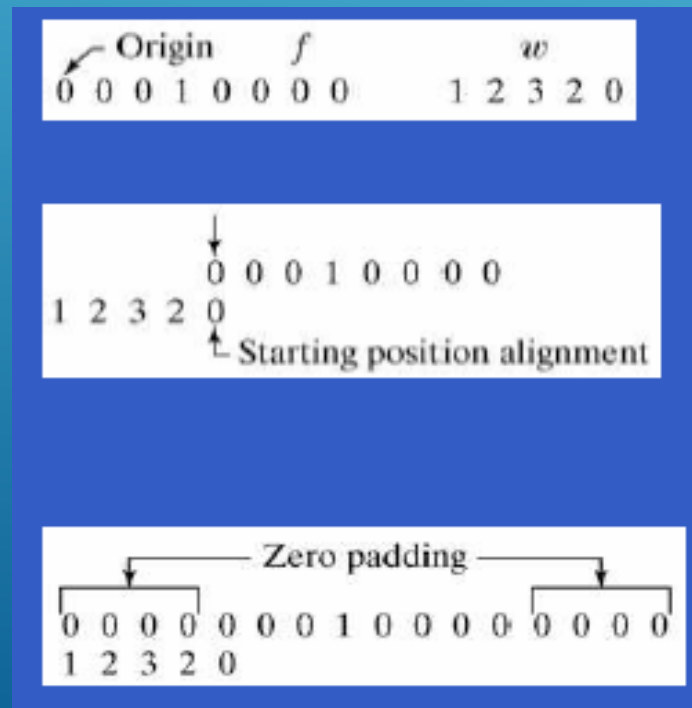 Origin f w
0 0 0 1 0 0 0 0 1 2 3 2 0
0 0 0 1 0 0 0 0
1 2 3 2 0
Starting position alignment
Zero padding
0 0 0 0 0 0 0 1 0 0 0 0 0 0 0 0
1 2 3 2 0